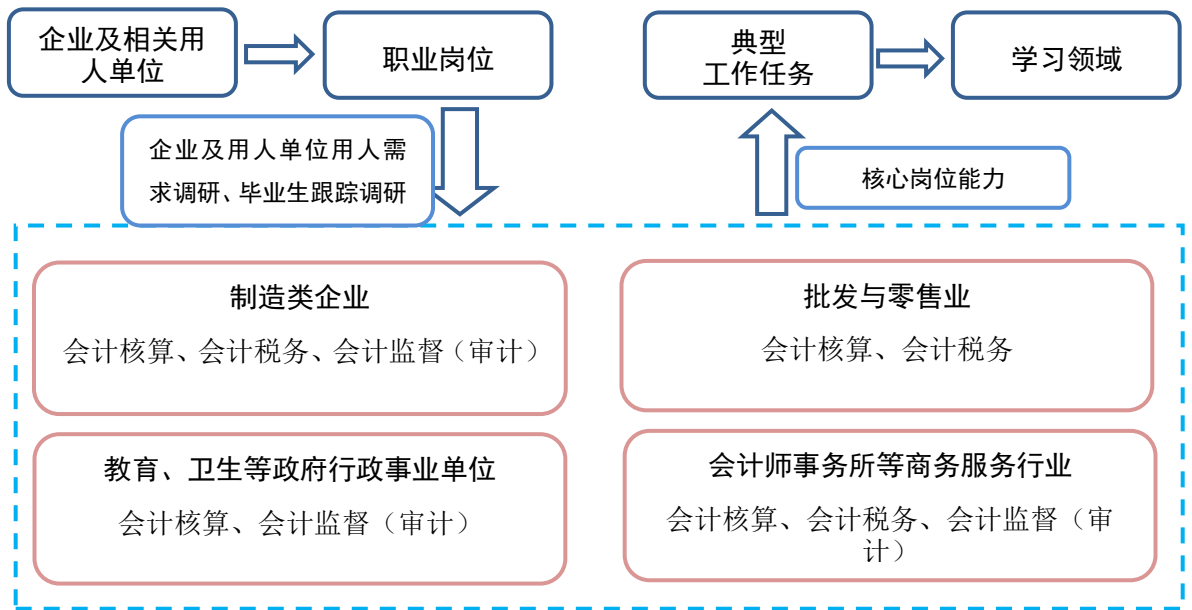 企业及相关用
人单位
职业岗位
典型
工作任务
学习领域
企业及用人单位用人需
求调研、毕业生跟踪调研
核心岗位能力
制造类企业
会计核算、会计税务、会计监督（审计）
批发与零售业
会计核算、会计税务
教育、卫生等政府行政事业单位
会计核算、会计监督（审计）
会计师事务所等商务服务行业
会计核算、会计税务、会计监督（审
计）